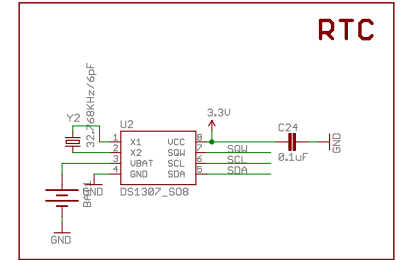 RTC
32.768KHz/6pF
Y2
U2
3.3V
C24
0.1uF
GND
1 X1 VCC 8
2 X2 SQW 7 SQW
3 VBAT SCL 6 SCL
4 GND SDA 5 SDA
DS1307_SO8
GND
BAT1
GND